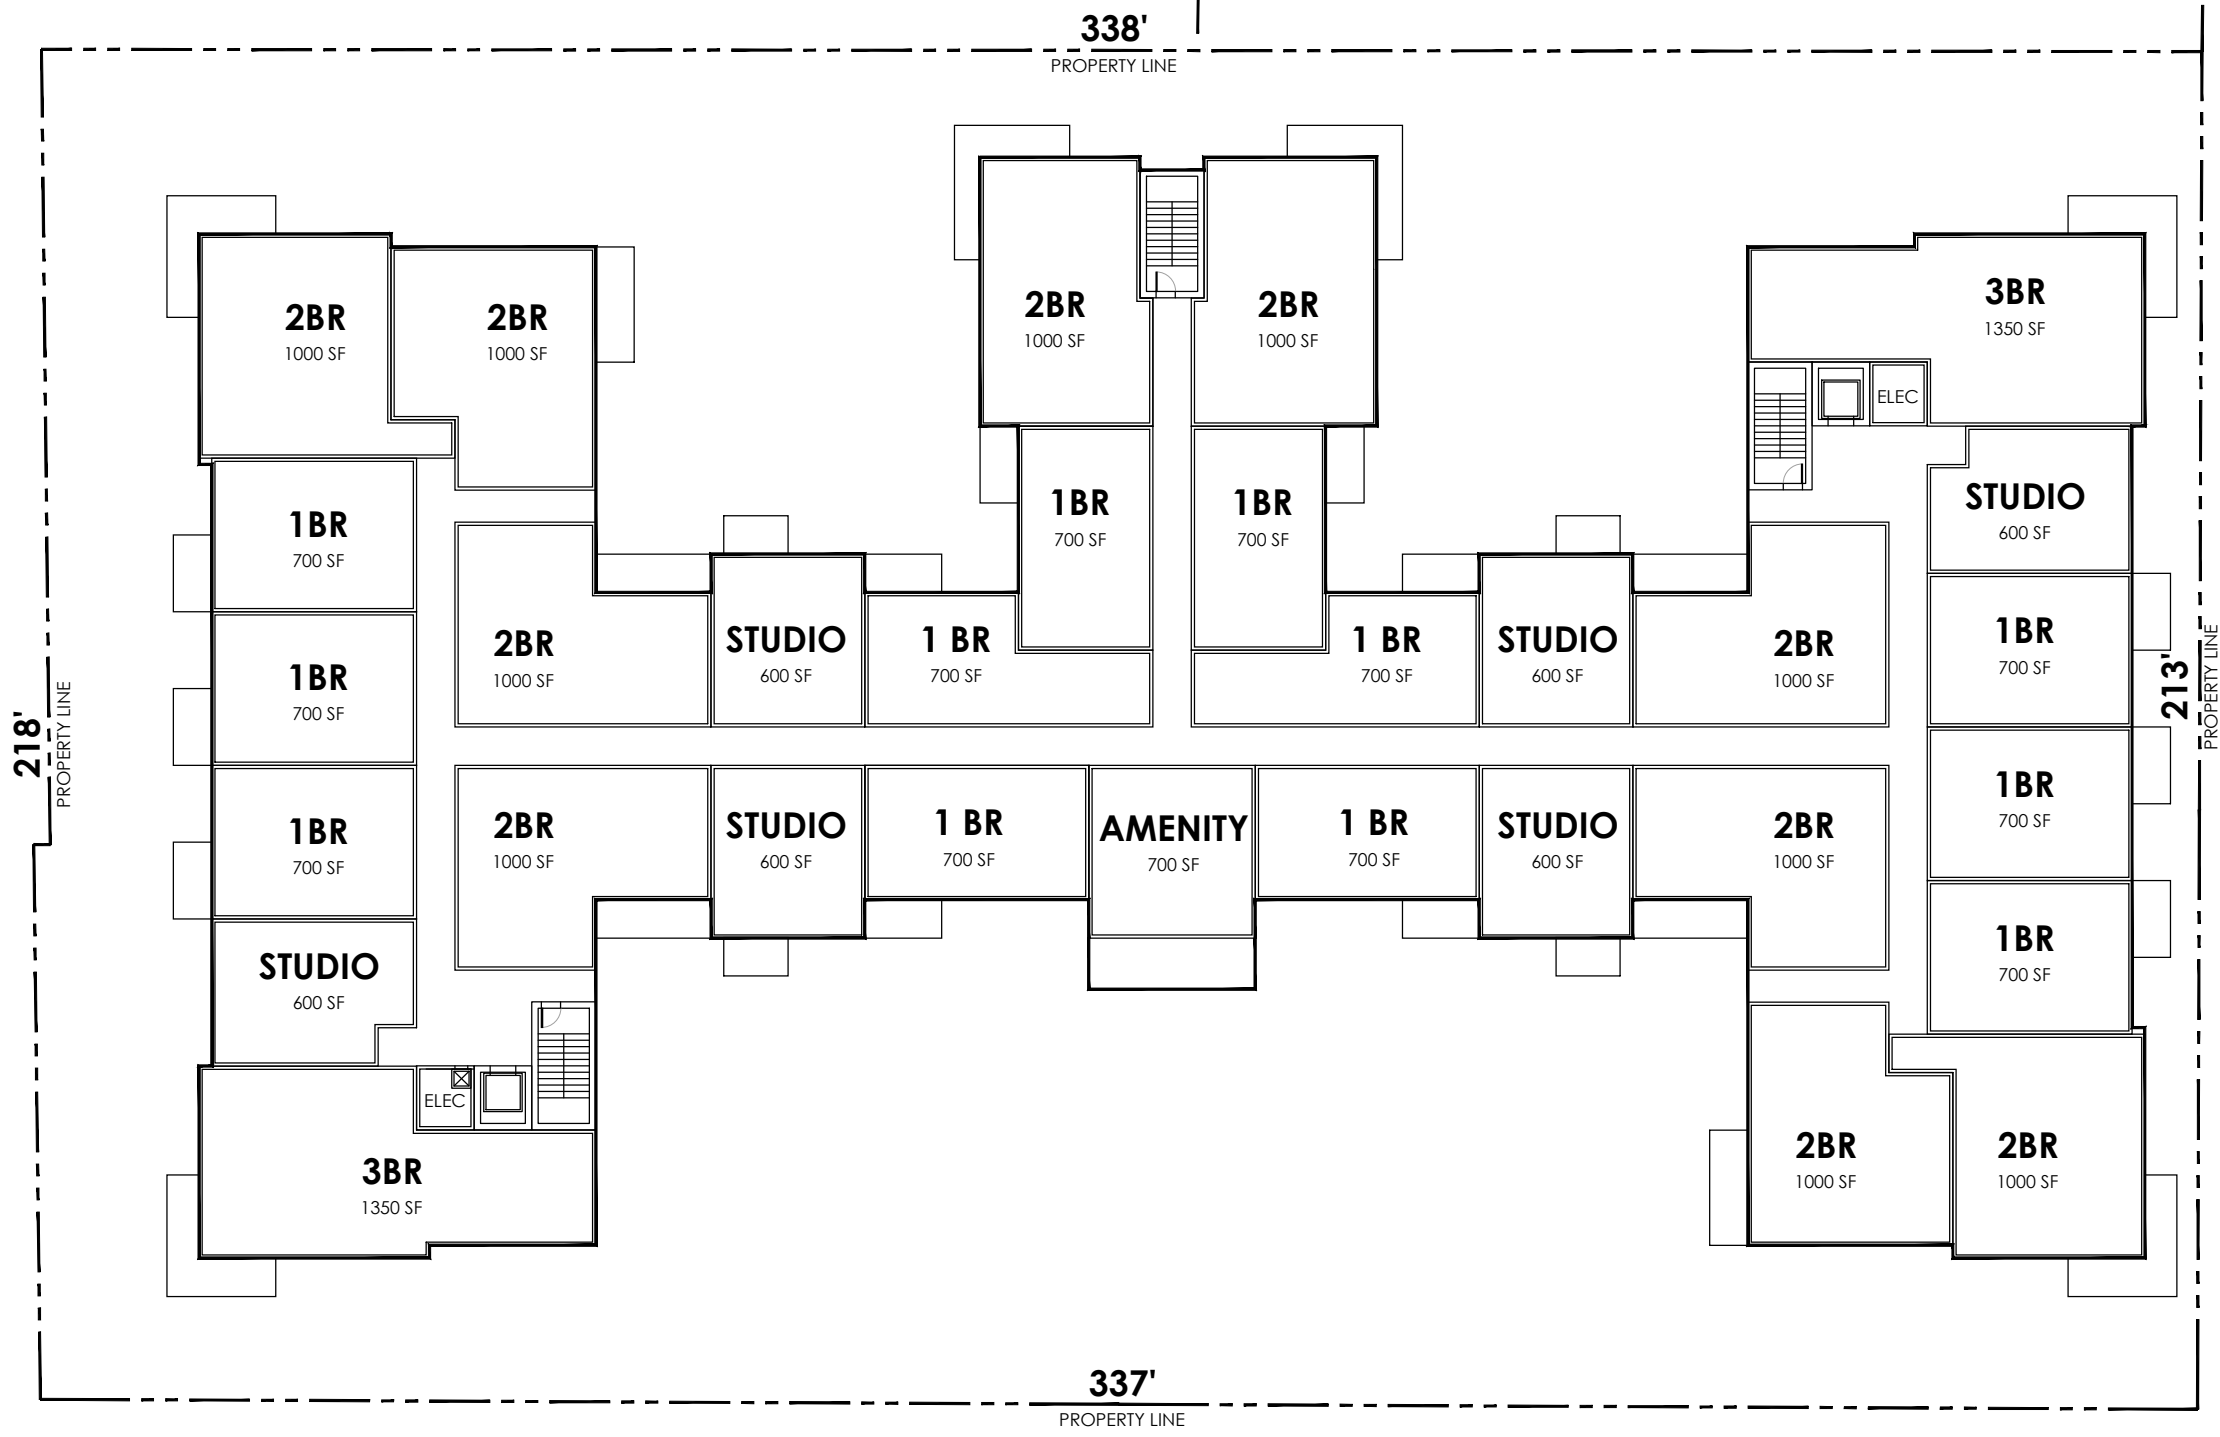 338'
PROPERTY LINE
2BR
1000 SF
2BR
1000 SF
2BR
1000 SF
2BR
1000 SF
3BR
1350 SF
ELEC
1BR
700 SF
1BR
700 SF
1BR
700 SF
STUDIO
600 SF
2BR
1000 SF
STUDIO
600 SF
1 BR
700 SF
1 BR
700 SF
STUDIO
600 SF
2BR
1000 SF
1BR
700 SF
1BR
700 SF
218'
PROPERTY LINE
213'
PROPERTY LINE
1BR
700 SF
2BR
1000 SF
STUDIO
600 SF
1 BR
700 SF
AMENITY
700 SF
1 BR
700 SF
STUDIO
600 SF
2BR
1000 SF
1BR
700 SF
STUDIO
600 SF
1BR
700 SF
ELEC
3BR
1350 SF
2BR
1000 SF
2BR
1000 SF
337'
PROPERTY LINE